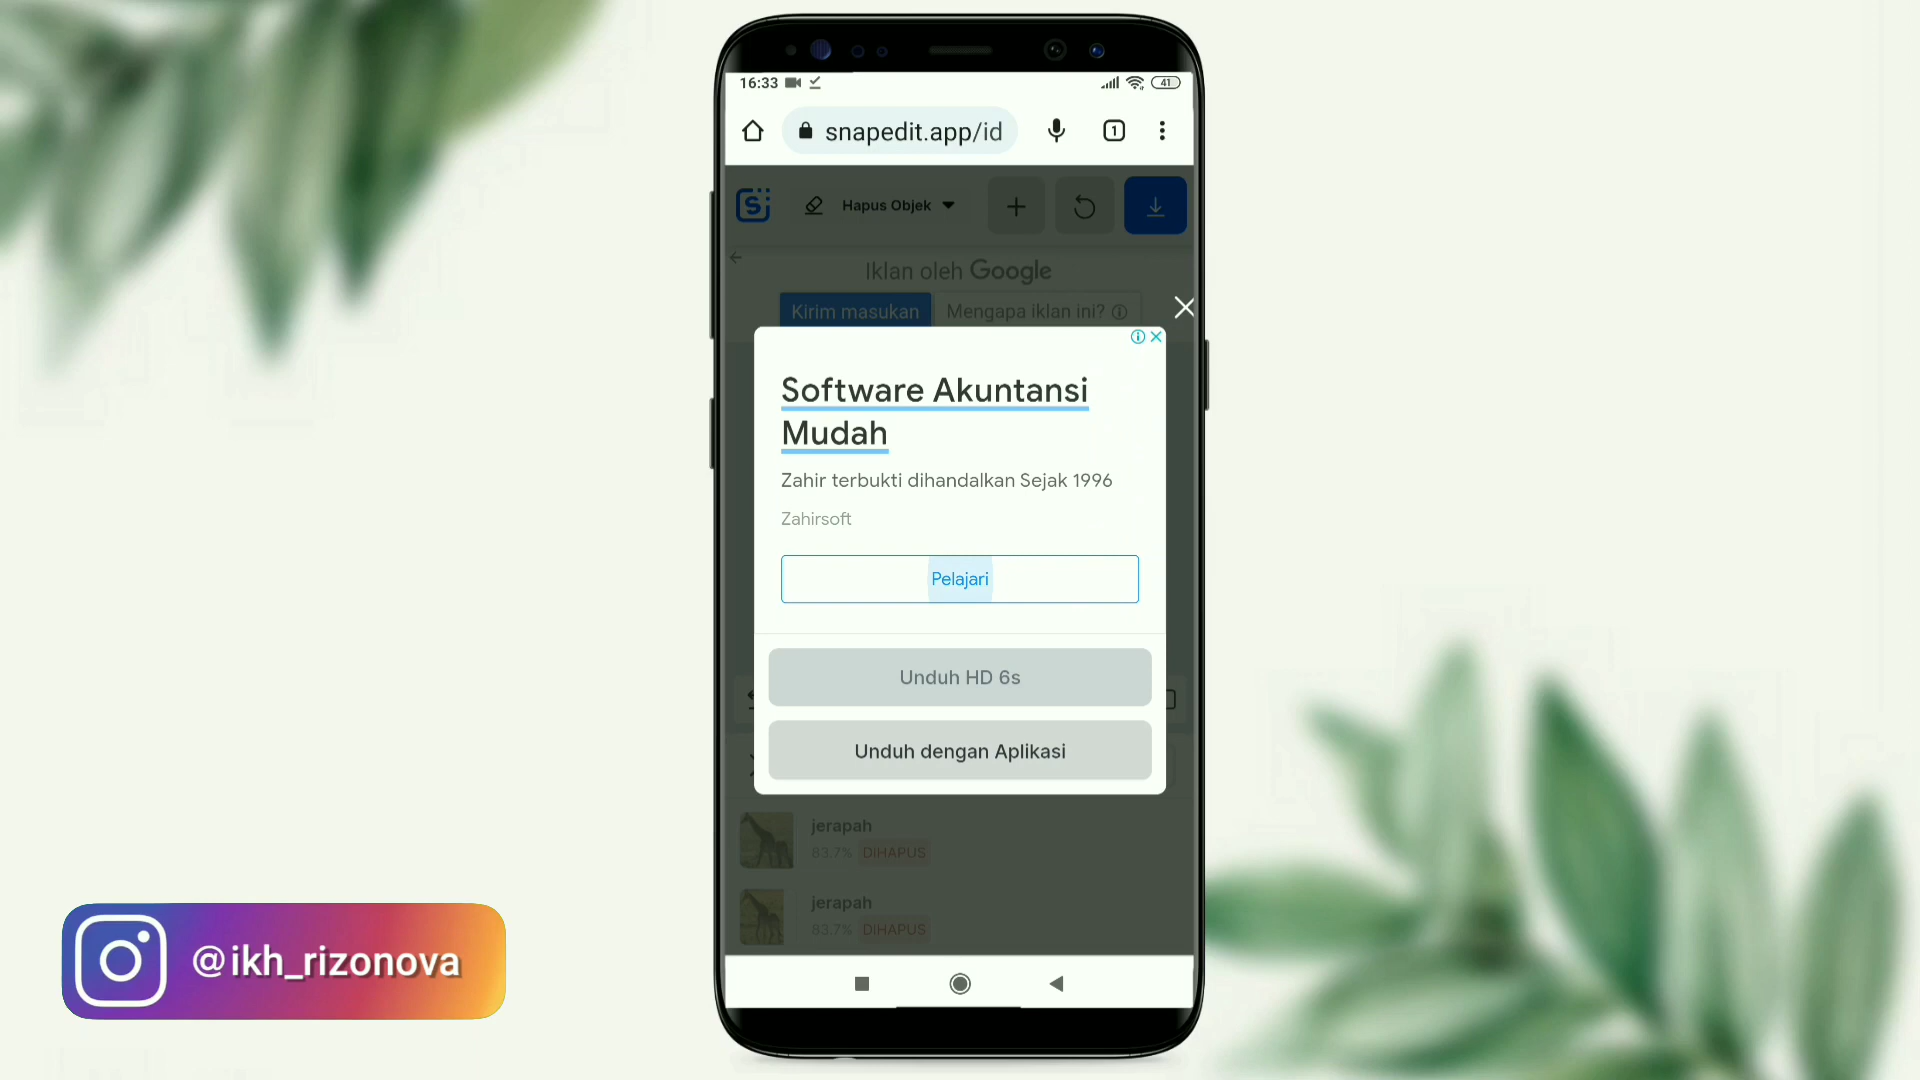 16:33
41
snapedit.app/id
1
Hapus Objek
Iklan oleh Google
Kirim masukan
Mengapa iklan ini?
Software Akuntansi
Mudah
Zahir terbukti dihandalkan Sejak 1996
Zahirsoft
Pelajari
Unduh HD 6s
Unduh dengan Aplikasi
jerapah
83.7% DIHAPUS
jerapah
83.7% DIHAPUS
@ikh_rizonova